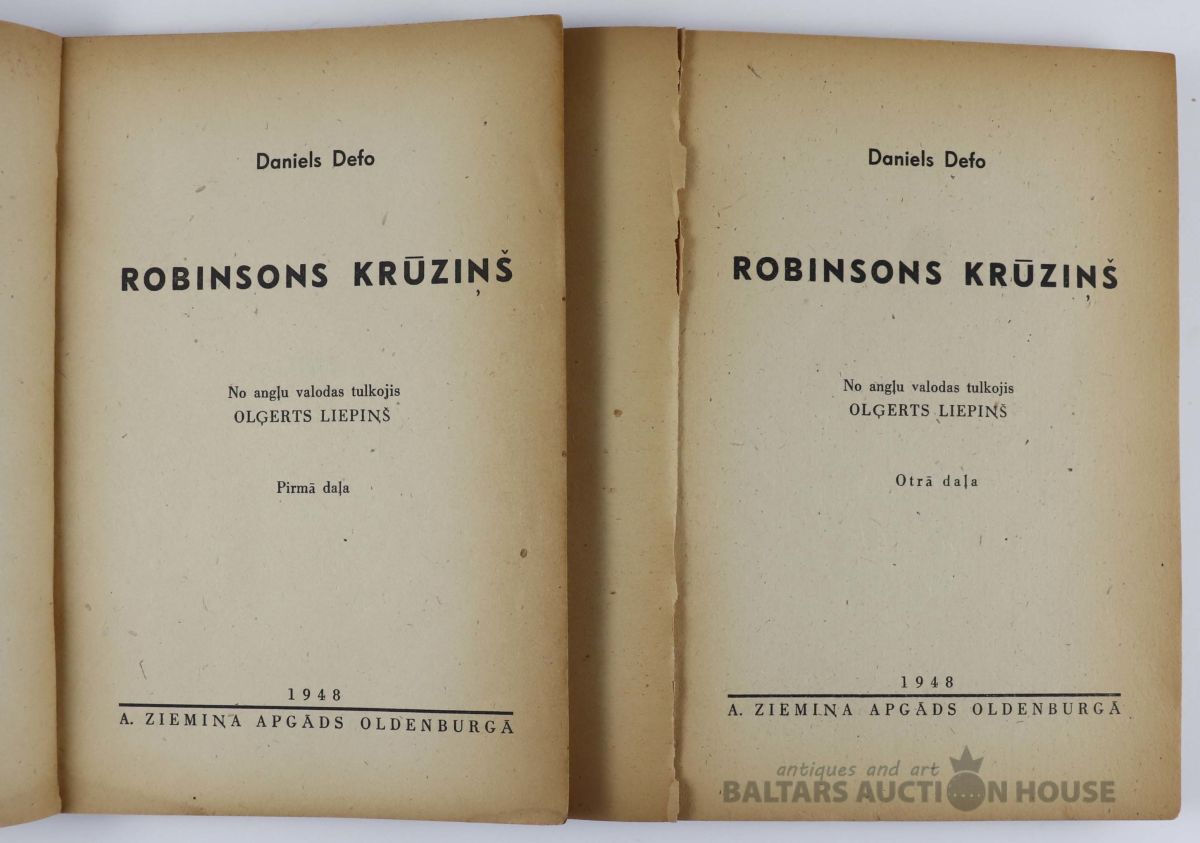 Daniels Defo
ROBINSONS KRŪZIŅŠ
No angļu valodas tulkojis
OLĢERTS LIEPIŅŠ
Pirmā daļa
1948
A. ZIEMIŅA APGĀDS OLDENBURGĀ
Daniels Defo
ROBINSONS KRŪZIŅŠ
No angļu valodas tulkojis
OLĢERTS LIEPIŅŠ
Otrā daļa
1948
A. ZIEMIŅA APGĀDS OLDENBURGĀ
antiques and art
BALTARS AUCTION HOUSE